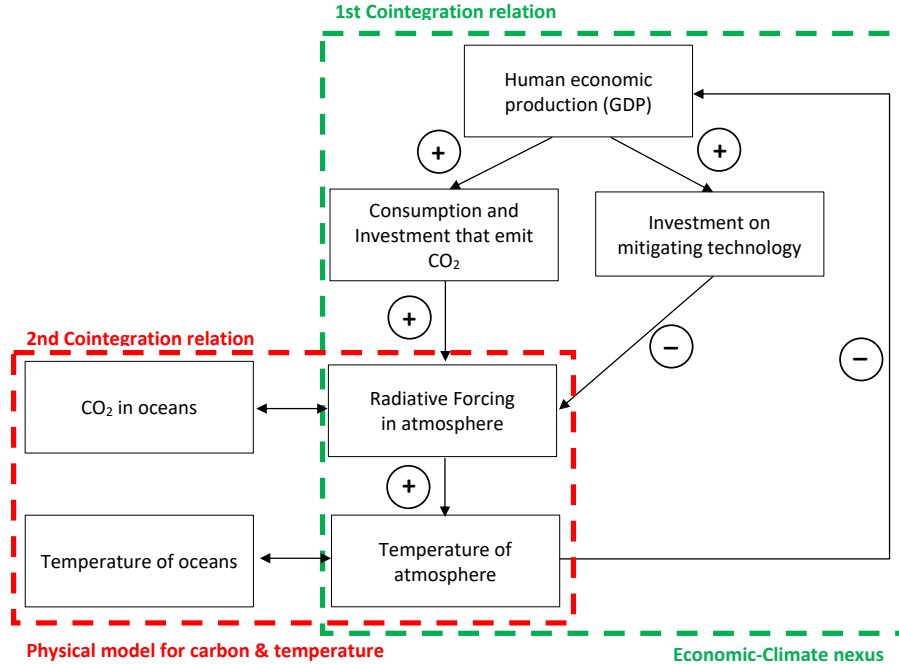 1st Cointegration relation
Human economic
production (GDP)
+
+
Consumption and
Investment that emit
CO₂
Investment on
mitigating technology
+
−
−
2nd Cointegration relation
CO₂ in oceans
Radiative Forcing
in atmosphere
+
Temperature of oceans
Temperature of
atmosphere
Physical model for carbon & temperature
Economic-Climate nexus